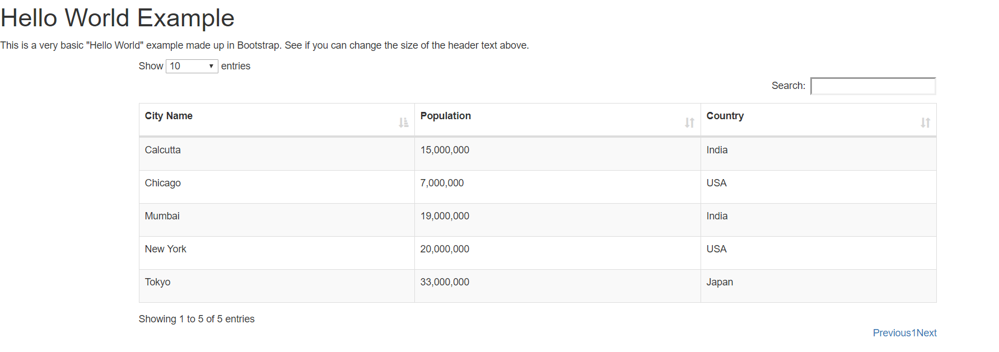 Hello World Example
This is a very basic "Hello World" example made up in Bootstrap. See if you can change the size of the header text above.
Show 10 entries
Search:
City Name Population Country
Calcutta 15,000,000 India
Chicago 7,000,000 USA
Mumbai 19,000,000 India
New York 20,000,000 USA
Tokyo 33,000,000 Japan
Showing 1 to 5 of 5 entries
Previous1Next